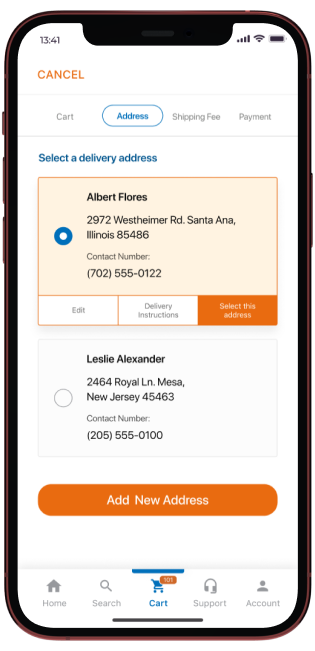 13:41
CANCEL
Cart Address Shipping Fee Payment
Select a delivery address
Albert Flores
2972 Westheimer Rd. Santa Ana,
Illinois 85486
Contact Number:
(702) 555-0122
Edit
Delivery
Instructions
Select this
address
Leslie Alexander
2464 Royal Ln. Mesa,
New Jersey 45463
Contact Number:
(205) 555-0100
Add New Address
101
Home Search Cart Support Account